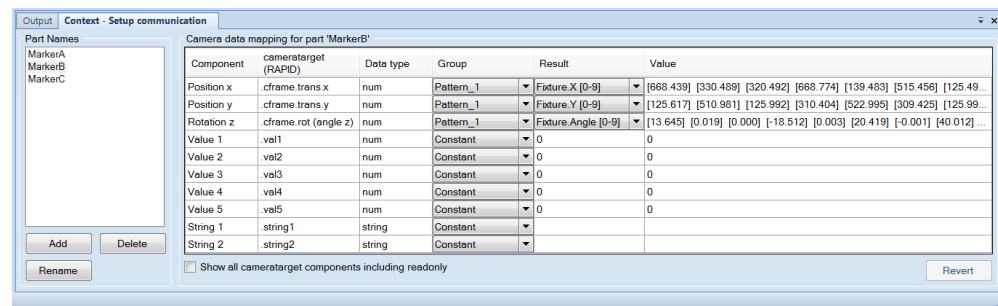 Output Context - Setup communication
Part Names
MarkerA
MarkerB
MarkerC
Add Delete
Rename
Camera data mapping for part 'MarkerB'
Component cameratarget (RAPID) Data type Group Result Value
Position x .cframe.trans.x num Pattern_1 Fixture.X [0-9] [668.439] [330.489] [320.492] [668.774] [139.483] [515.456] [125.49...
Position y .cframe.trans.y num Pattern_1 Fixture.Y [0-9] [125.617] [510.981] [125.992] [310.404] [522.995] [309.425] [125.99...
Rotation z .cframe.rot (angle z) num Pattern_1 Fixture.Angle [0-9] [13.645] [0.019] [0.000] [-18.512] [0.003] [20.419] [-0.001] [40.012] ...
Value 1 .val1 num Constant 0 0
Value 2 .val2 num Constant 0 0
Value 3 .val3 num Constant 0 0
Value 4 .val4 num Constant 0 0
Value 5 .val5 num Constant 0 0
String 1 .string1 string Constant
String 2 .string2 string Constant
Show all cameratarget components including readonly
Revert